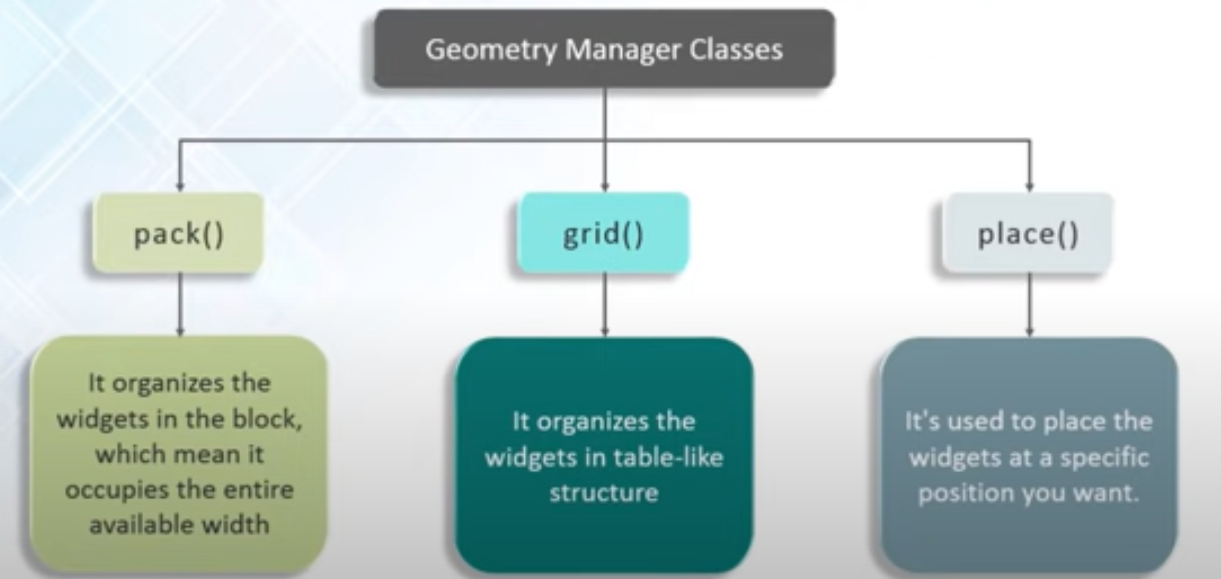 Geometry Manager Classes
pack()
grid()
place()
It organizes the
widgets in the block,
which mean it
occupies the entire
available width
It organizes the
widgets in table-like
structure
It's used to place the
widgets at a specific
position you want.